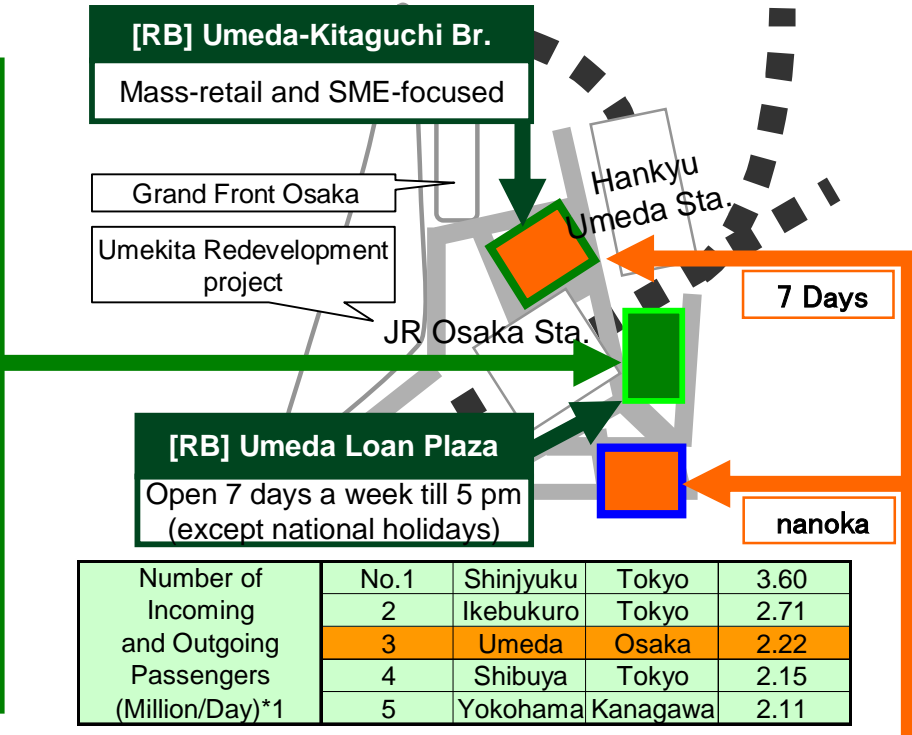 [RB] Umeda-Kitaguchi Br.
Mass-retail and SME-focused
Grand Front Osaka
Hankyu
Umeda Sta.
Umekita Redevelopment
project
7 Days
JR Osaka Sta.
[RB] Umeda Loan Plaza
Open 7 days a week till 5 pm
(except national holidays)
nanoka
Number of
Incoming
and Outgoing
Passengers
(Million/Day)*1
No.1 Shinjyuku Tokyo 3.60
2 Ikebukuro Tokyo 2.71
3 Umeda Osaka 2.22
4 Shibuya Tokyo 2.15
5 Yokohama Kanagawa 2.11